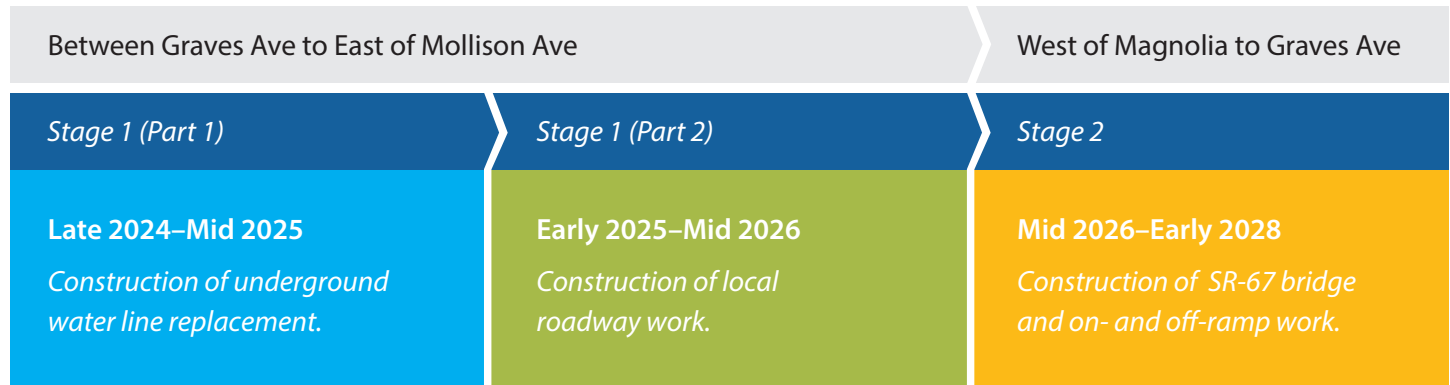 Between Graves Ave to East of Mollison Ave
West of Magnolia to Graves Ave
Stage 1 (Part 1)
Stage 1 (Part 2)
Stage 2
Late 2024–Mid 2025
Construction of underground
water line replacement.
Early 2025–Mid 2026
Construction of local
roadway work.
Mid 2026–Early 2028
Construction of SR-67 bridge
and on- and off-ramp work.